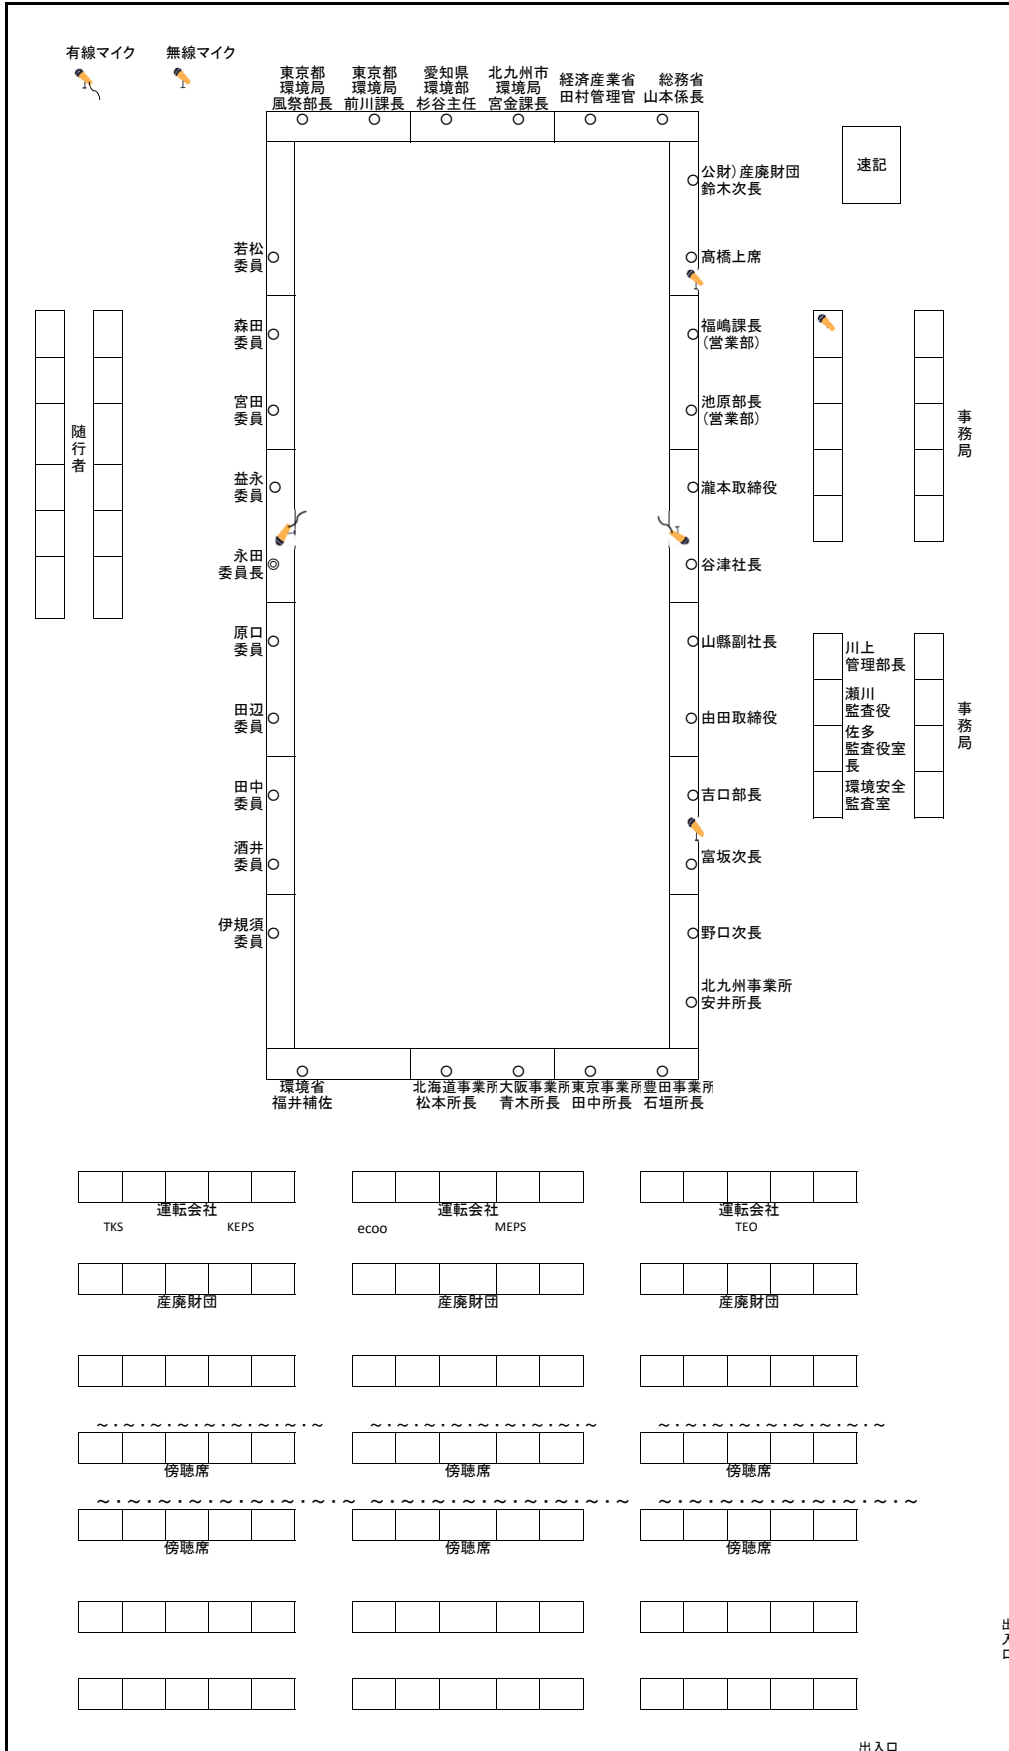 有線マイク
無線マイク
東京都
環境局
風祭部長
東京都
環境局
前川課長
愛知県
環境部
杉谷主任
北九州市
環境局
宮金課長
経済産業省
田村管理官
総務省
山本係長
速記
公財）産廃財団
鈴木次長
若松
委員
髙橋上席
森田
委員
福嶋課長
（営業部）
宮田
委員
池原部長
（営業部）
随行者
事務局
益永
委員
瀧本取締役
永田
委員長
谷津社長
原口
委員
山縣副社長
川上
管理部長
瀬川
監査役
佐多
監査役室
長
環境安全
監査室
事務局
田辺
委員
由田取締役
田中
委員
吉口部長
酒井
委員
富坂次長
伊規須
委員
野口次長
北九州事業所
安井所長
環境省
福井補佐
北海道事業所
松本所長
大阪事業所
青木所長
東京事業所
田中所長
豊田事業所
石垣所長
運転会社
運転会社
運転会社
TKS
KEPS
ecoo
MEPS
TEO
産廃財団
産廃財団
産廃財団
～・～・～・～・～・～・～・～・～
～・～・～・～・～・～・～・～・～
～・～・～・～・～・～・～・～・～
傍聴席
傍聴席
傍聴席
～・～・～・～・～・～・～・～・～
～・～・～・～・～・～・～・～・～
～・～・～・～・～・～・～・～・～
傍聴席
傍聴席
傍聴席
出入口
出入口